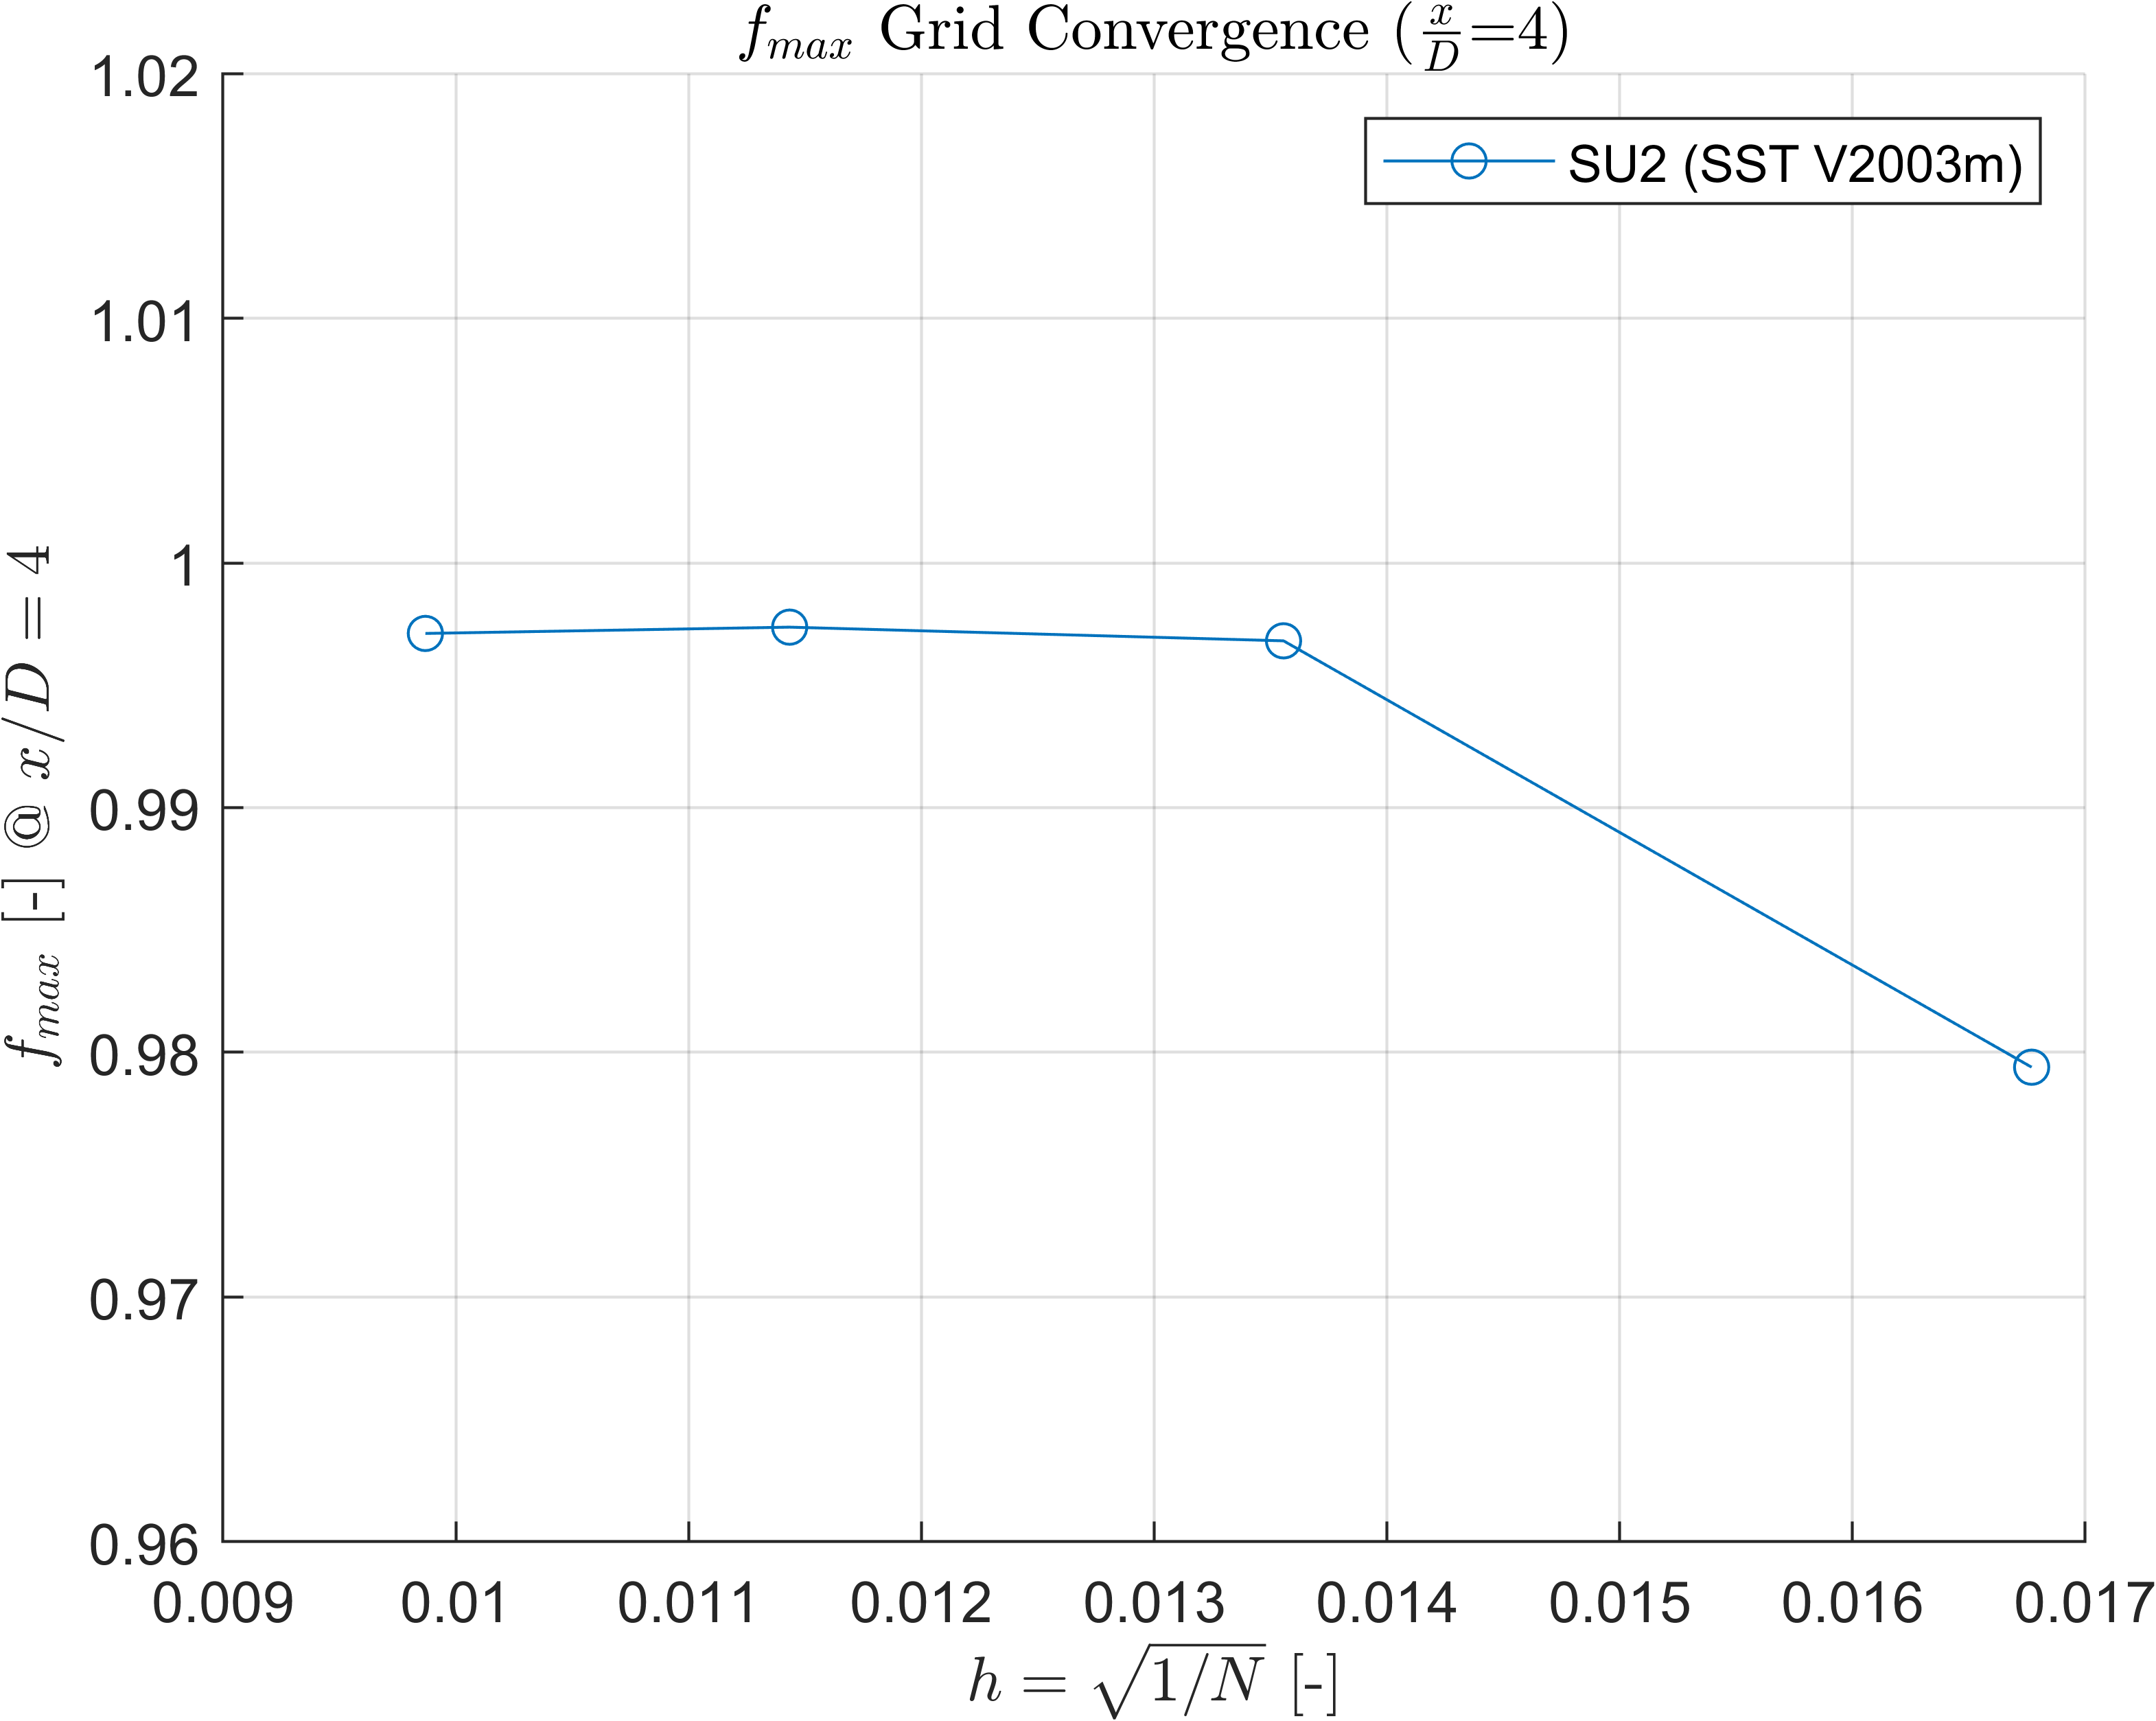 f_max Grid Convergence (x/D=4)
SU2 (SST V2003m)
f_max [-] @ x/D = 4
1.02
1.01
1
0.99
0.98
0.97
0.96
0.009 0.01 0.011 0.012 0.013 0.014 0.015 0.016 0.017
h = √1/N [-]